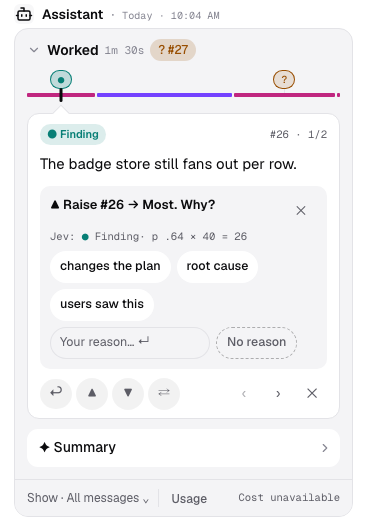 Assistant · Today · 10:04 AM
Worked 1m 30s ? #27
?
Finding #26 · 1/2
The badge store still fans out per row.
▲ Raise #26 → Most. Why?
Jev: ● Finding· p .64 × 40 = 26
changes the plan root cause
users saw this
Your reason… ↵ No reason
Summary
Show · All messages Usage Cost unavailable